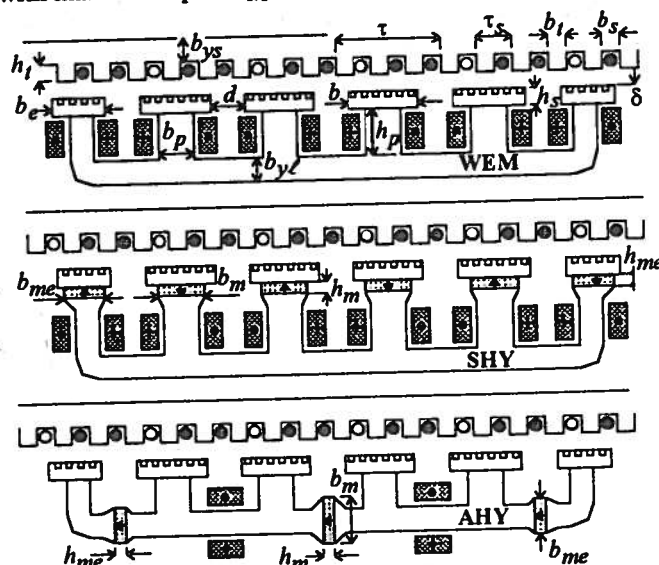 b_ys τ τ_s b_t b_s
h_t
b_e d b h_s δ
b_p h_p
b_yℓ WEM
b_me b_m h_m h_me
SHY
b_m
AHY
h_me h_m b_me